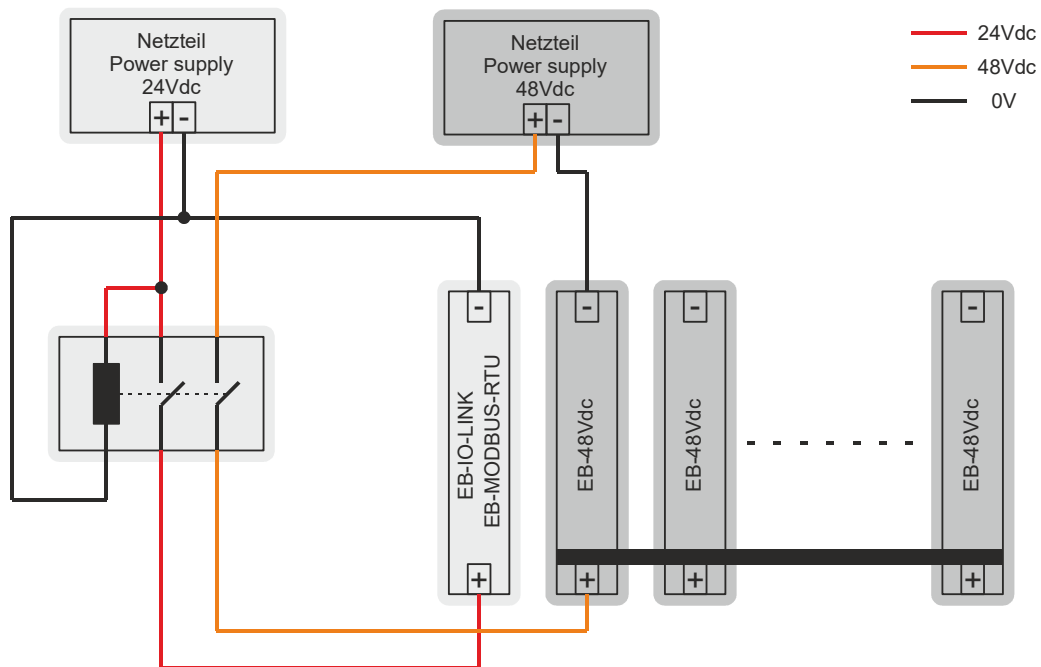 Netzteil
Power supply
24Vdc
+ -
Netzteil
Power supply
48Vdc
+ -
24Vdc
48Vdc
0V
-
-
-
-
EB-IO-LINK
EB-MODBUS-RTU
EB-48Vdc
EB-48Vdc
EB-48Vdc
+
+
+
+